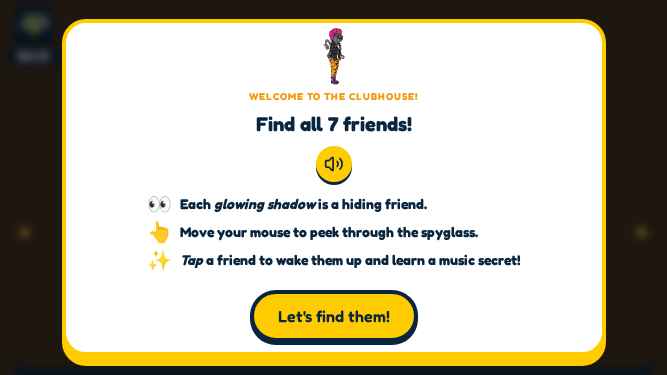 WELCOME TO THE CLUBHOUSE!
Find all 7 friends!
Each glowing shadow is a hiding friend.
Move your mouse to peek through the spyglass.
Tap a friend to wake them up and learn a music secret!
Let's find them!